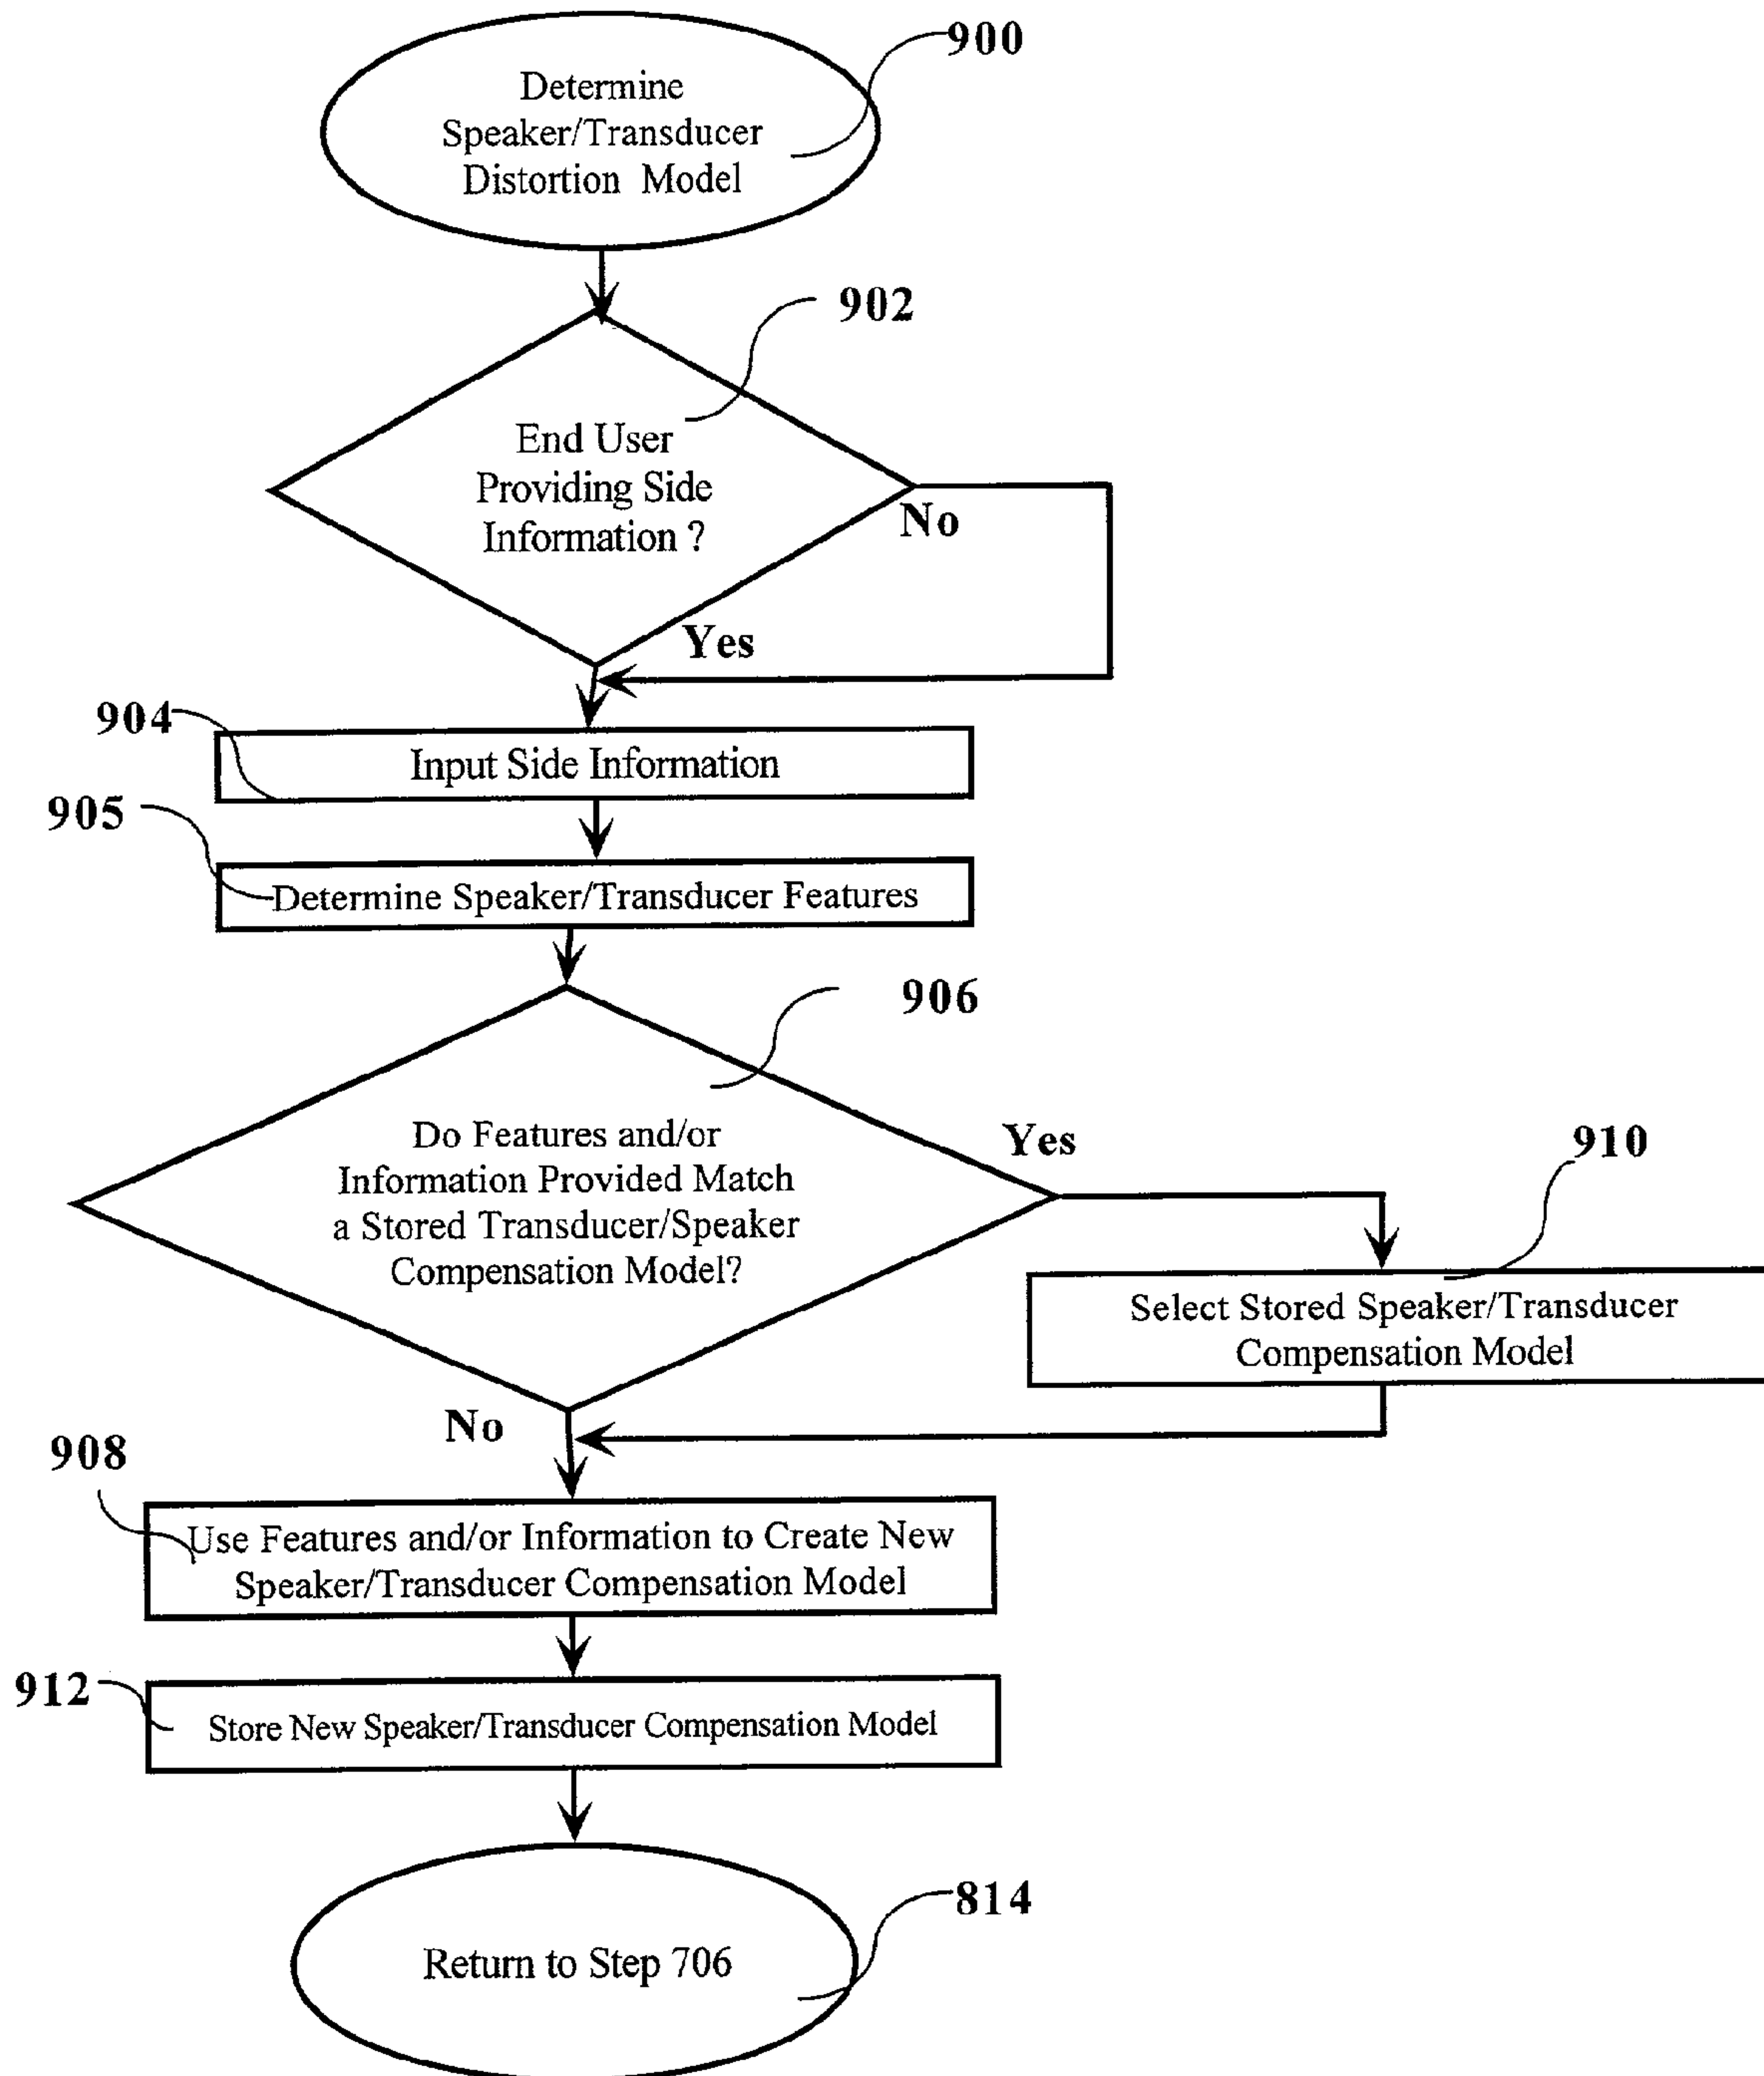 900
Determine
Speaker/Transducer
Distortion Model
902
End User
Providing Side
Information ?
No
Yes
904
Input Side Information
905
Determine Speaker/Transducer Features
906
Do Features and/or
Information Provided Match
a Stored Transducer/Speaker
Compensation Model?
Yes
910
Select Stored Speaker/Transducer
Compensation Model
No
908
Use Features and/or Information to Create New
Speaker/Transducer Compensation Model
912
Store New Speaker/Transducer Compensation Model
814
Return to Step 706